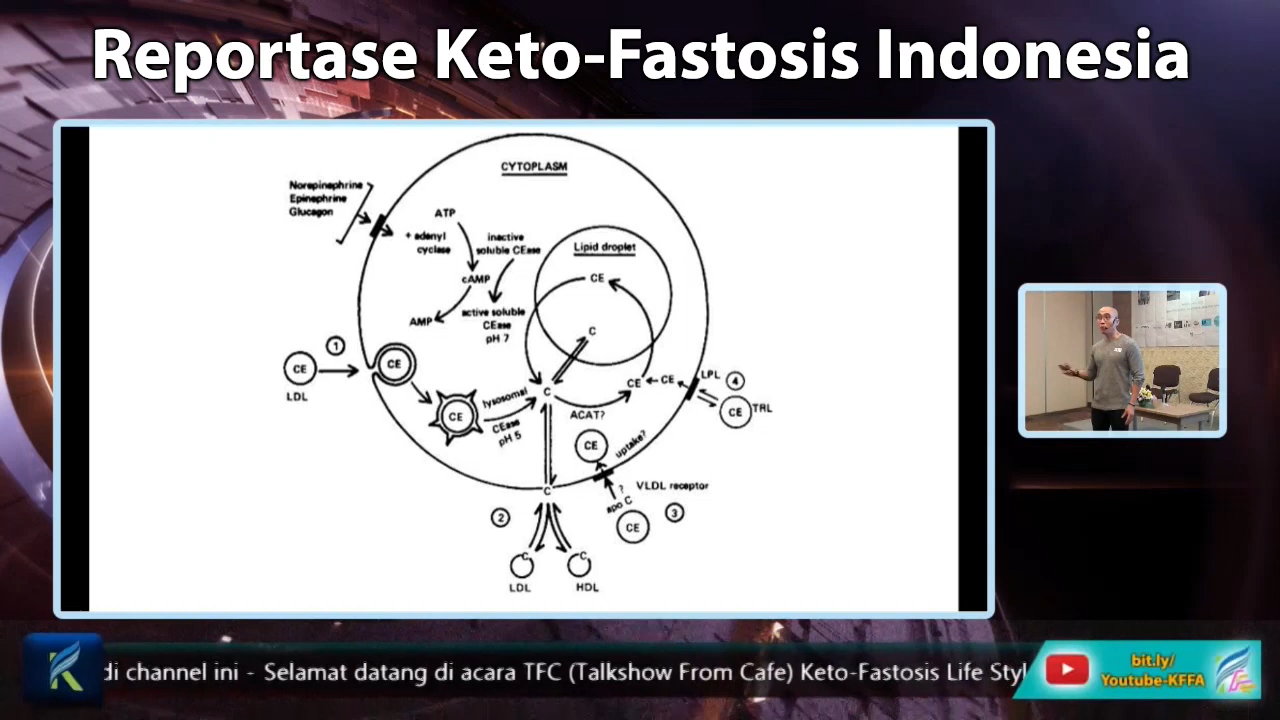 Reportase Keto-Fastosis Indonesia
CYTOPLASM
Norepinephrine
Epinephrine
Glucagon
ATP
+ adenyl
cyclase
inactive
soluble CEase
cAMP
AMP
active soluble
CEase
pH 7
Lipid droplet
CE
C
1
CE
LDL
CE
CE
lysosomal
CEase
pH 5
C
ACAT?
CE
CE
LPL
4
CE
TRL
CE
uptake?
VLDL receptor
?
apo C
CE
3
C
2
C
LDL
C
HDL
di channel ini - Selamat datang di acara TFC (Talkshow From Cafe) Keto-Fastosis Life Styl
bit.ly/
Youtube-KFFA